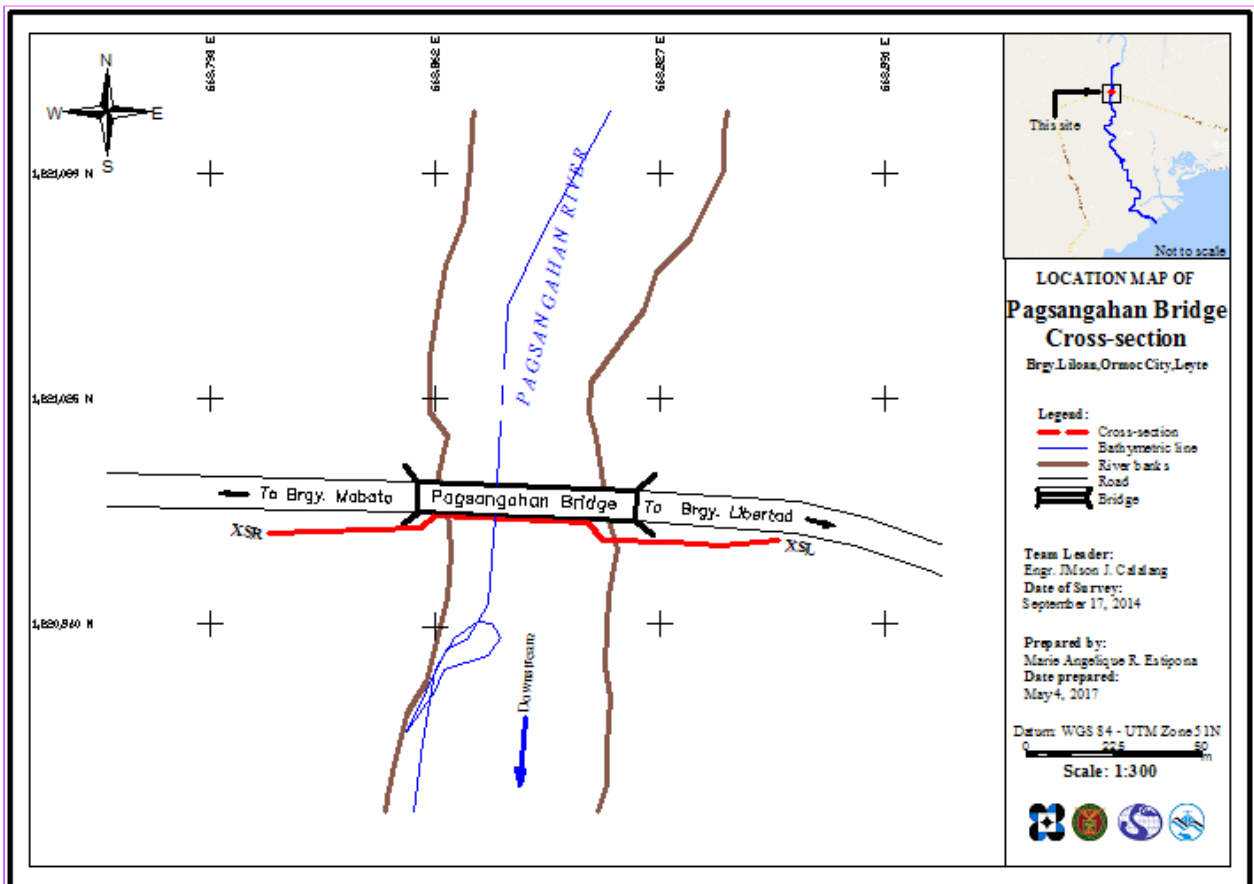 N
W
E
S
668,798 E
668,862 E
668,927 E
668,991 E
1,821,089 N
1,821,025 N
1,820,960 N
PAGSANGAHAN RIVER
To Brgy. Mabato
Pagsangahan Bridge
To Brgy. Libertad
XSR
XSL
Downstream
This site
Not to scale
LOCATION MAP OF
Pagsangahan Bridge
Cross-section
Brgy.Liloan,Ormoc City,Leyte
Legend:
Cross-section
Bathymetric line
River banks
Road
Bridge
Team Leader:
Engr. JMson J. Calalang
Date of Survey:
September 17, 2014
Prepared by:
Marie Angelique R. Estipona
Date prepared:
May 4, 2017
Datum: WGS 84 - UTM Zone 51N
0 22.5 50
m
Scale: 1:300